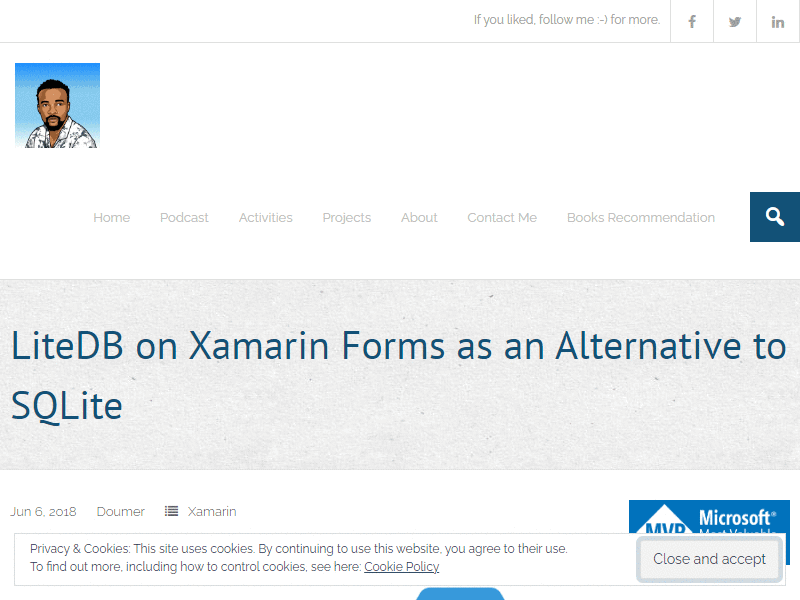 If you liked, follow me :-) for more.
Home Podcast Activities Projects About Contact Me Books Recommendation
LiteDB on Xamarin Forms as an Alternative to
SQLite
Jun 6, 2018 Doumer Xamarin
Microsoft®
MVP
Privacy & Cookies: This site uses cookies. By continuing to use this website, you agree to their use.
To find out more, including how to control cookies, see here: Cookie Policy
Close and accept